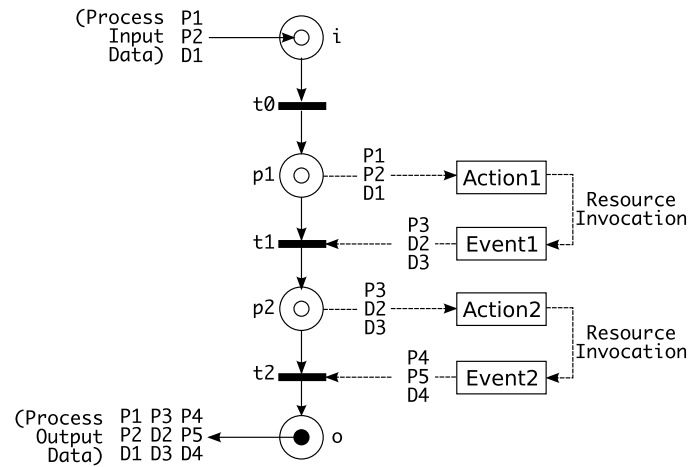 (Process P1
Input P2
Data) D1
i
t0
p1
P1
P2
D1
Action1
Resource
Invocation
t1
P3
D2
D3
Event1
p2
P3
D2
D3
Action2
Resource
Invocation
t2
P4
P5
D4
Event2
(Process P1 P3 P4
Output P2 D2 P5
Data) D1 D3 D4
o